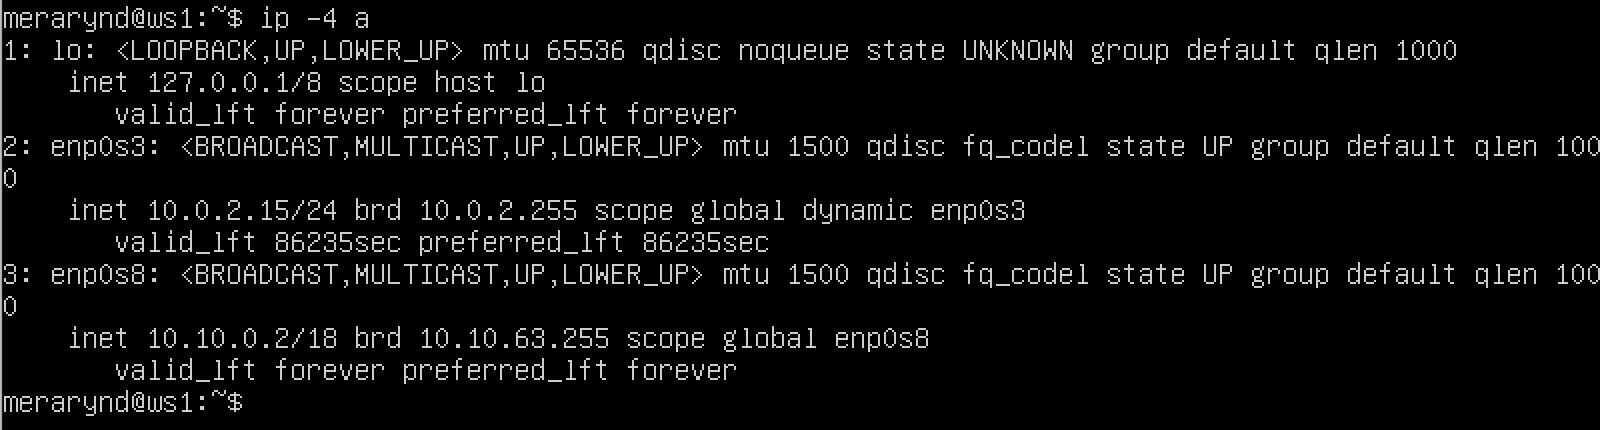 merarynd@ws1:~$ ip -4 a
1: lo: <LOOPBACK,UP,LOWER_UP> mtu 65536 qdisc noqueue state UNKNOWN group default qlen 1000
    inet 127.0.0.1/8 scope host lo
       valid_lft forever preferred_lft forever
2: enp0s3: <BROADCAST,MULTICAST,UP,LOWER_UP> mtu 1500 qdisc fq_codel state UP group default qlen 100
0
    inet 10.0.2.15/24 brd 10.0.2.255 scope global dynamic enp0s3
       valid_lft 86235sec preferred_lft 86235sec
3: enp0s8: <BROADCAST,MULTICAST,UP,LOWER_UP> mtu 1500 qdisc fq_codel state UP group default qlen 100
0
    inet 10.10.0.2/18 brd 10.10.63.255 scope global enp0s8
       valid_lft forever preferred_lft forever
merarynd@ws1:~$